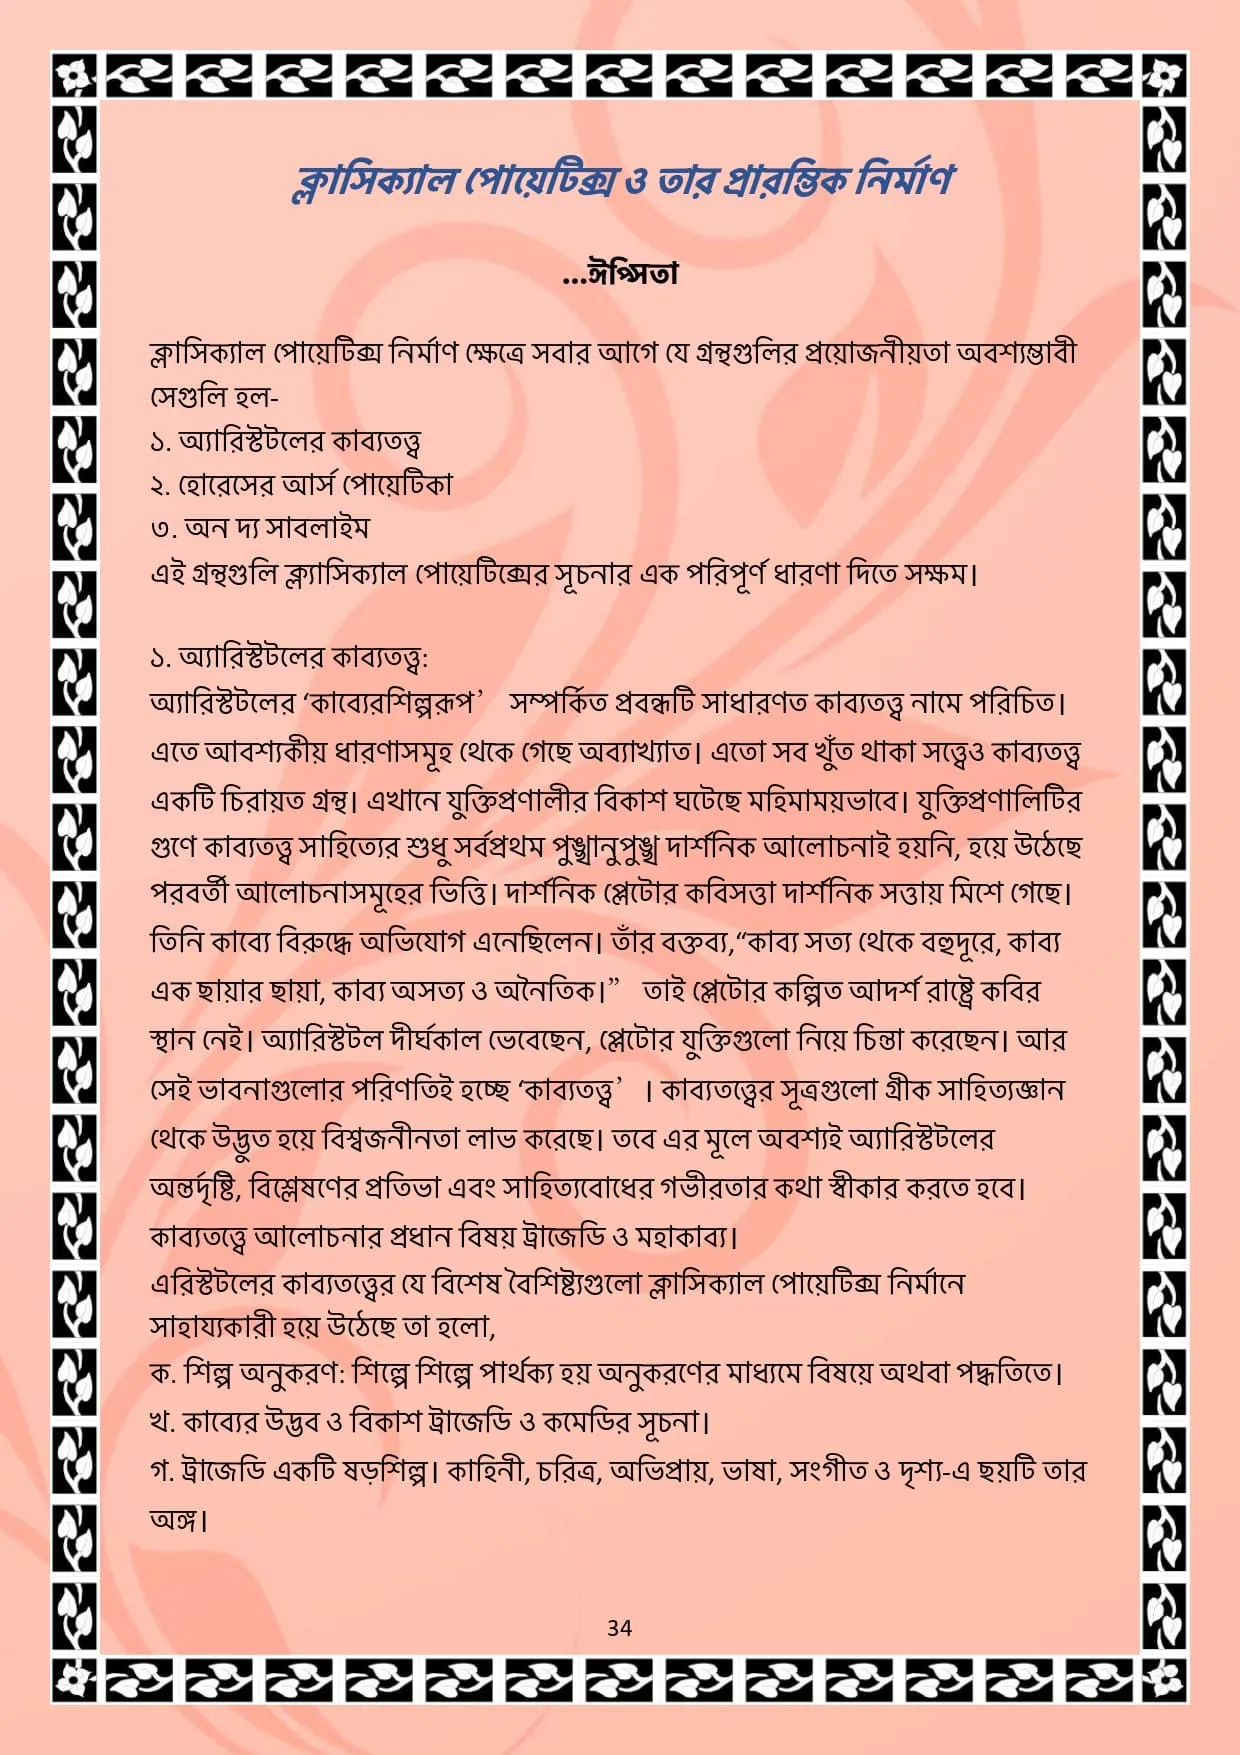 ক্লাসিক্যাল পোয়েটিক্স ও তার প্রারম্ভিক নির্মাণ
...ঈপ্সিতা
ক্লাসিক্যাল পোয়েটিক্স নির্মাণ ক্ষেত্রে সবার আগে যে গ্রন্থগুলির প্রয়োজনীয়তা অবশ্যম্ভাবী
সেগুলি হল-
১. অ্যারিস্টটলের কাব্যতত্ত্ব
২. হোরেসের আর্স পোয়েটিকা
৩. অন দ্য সাবলাইম
এই গ্রন্থগুলি ক্ল্যাসিক্যাল পোয়েটিক্সের সূচনার এক পরিপূর্ণ ধারণা দিতে সক্ষম।
১. অ্যারিস্টটলের কাব্যতত্ত্ব:
অ্যারিস্টটলের ‘কাব্যেরশিল্পরূপ’ সম্পর্কিত প্রবন্ধটি সাধারণত কাব্যতত্ত্ব নামে পরিচিত।
এতে আবশ্যকীয় ধারণাসমূহ থেকে গেছে অব্যাখ্যাত। এতো সব খুঁত থাকা সত্ত্বেও কাব্যতত্ত্ব
একটি চিরায়ত গ্রন্থ। এখানে যুক্তিপ্রণালীর বিকাশ ঘটেছে মহিমাময়ভাবে। যুক্তিপ্রণালিটির
গুণে কাব্যতত্ত্ব সাহিত্যের শুধু সর্বপ্রথম পুঙ্খানুপুঙ্খ দার্শনিক আলোচনাই হয়নি, হয়ে উঠেছে
পরবর্তী আলোচনাসমূহের ভিত্তি। দার্শনিক প্লেটোর কবিসত্তা দার্শনিক সত্তায় মিশে গেছে।
তিনি কাব্যে বিরুদ্ধে অভিযোগ এনেছিলেন। তাঁর বক্তব্য,“কাব্য সত্য থেকে বহুদূরে, কাব্য
এক ছায়ার ছায়া, কাব্য অসত্য ও অনৈতিক।” তাই প্লেটোর কল্পিত আদর্শ রাষ্ট্রে কবির
স্থান নেই। অ্যারিস্টটল দীর্ঘকাল ভেবেছেন, প্লেটোর যুক্তিগুলো নিয়ে চিন্তা করেছেন। আর
সেই ভাবনাগুলোর পরিণতিই হচ্ছে ‘কাব্যতত্ত্ব’ । কাব্যতত্ত্বের সূত্রগুলো গ্রীক সাহিত্যজ্ঞান
থেকে উদ্ভুত হয়ে বিশ্বজনীনতা লাভ করেছে। তবে এর মূলে অবশ্যই অ্যারিস্টটলের
অন্তর্দৃষ্টি, বিশ্লেষণের প্রতিভা এবং সাহিত্যবোধের গভীরতার কথা স্বীকার করতে হবে।
কাব্যতত্ত্বে আলোচনার প্রধান বিষয় ট্রাজেডি ও মহাকাব্য।
এরিস্টটলের কাব্যতত্ত্বের যে বিশেষ বৈশিষ্ট্যগুলো ক্লাসিক্যাল পোয়েটিক্স নির্মানে
সাহায্যকারী হয়ে উঠেছে তা হলো,
ক. শিল্প অনুকরণ: শিল্পে শিল্পে পার্থক্য হয় অনুকরণের মাধ্যমে বিষয়ে অথবা পদ্ধতিতে।
খ. কাব্যের উদ্ভব ও বিকাশ ট্রাজেডি ও কমেডির সূচনা।
গ. ট্রাজেডি একটি ষড়শিল্প। কাহিনী, চরিত্র, অভিপ্রায়, ভাষা, সংগীত ও দৃশ্য-এ ছয়টি তার
অঙ্গ।
34